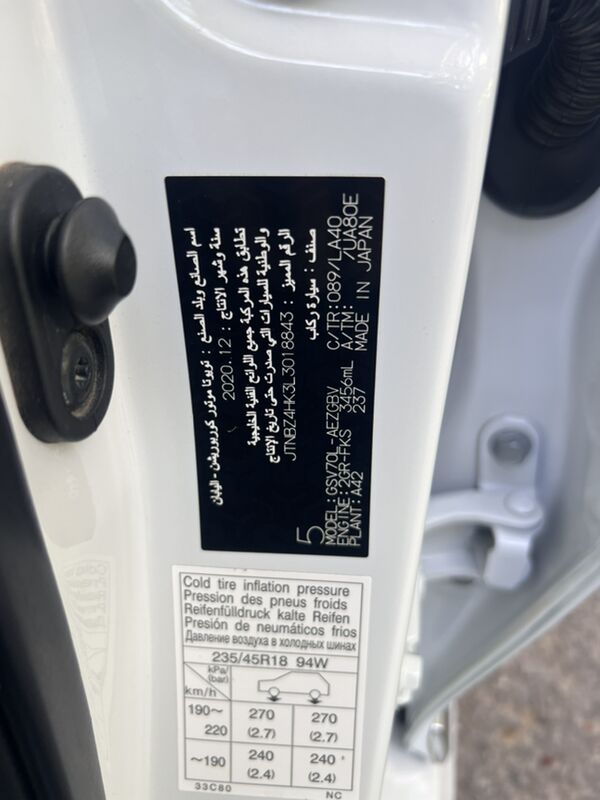 اسم الصانع وبلد الصنع : تويوتا موتور كوربوريشن - اليابان
سنة وشهر الإنتاج : 2020.12
تطابق هذه المركبة جميع اللوائح الفنية الخليجية
والوطنية للسيارات التي صدرت حتى تاريخ الإنتاج
الرقم المميز : JTNBZ4HK3L3018843
صنف : سيارة ركاب
5
MODEL: GSV70L-AEZGBV C/TR: 089/LA40
ENGINE: 2GR-FKS 3456mL A/TM: /UA80E
PLANT: A42 237 MADE IN JAPAN
Cold tire inflation pressure
Pression des pneus froids
Reifenfülldruck kalte Reifen
Presión de neumáticos frios
Давление воздуха в холодных шинах
235/45R18 94W
kPa/
(bar)
km/h
190~ 220 270 (2.7) 270 (2.7)
~190 240 (2.4) 240 (2.4)
33C80 NC